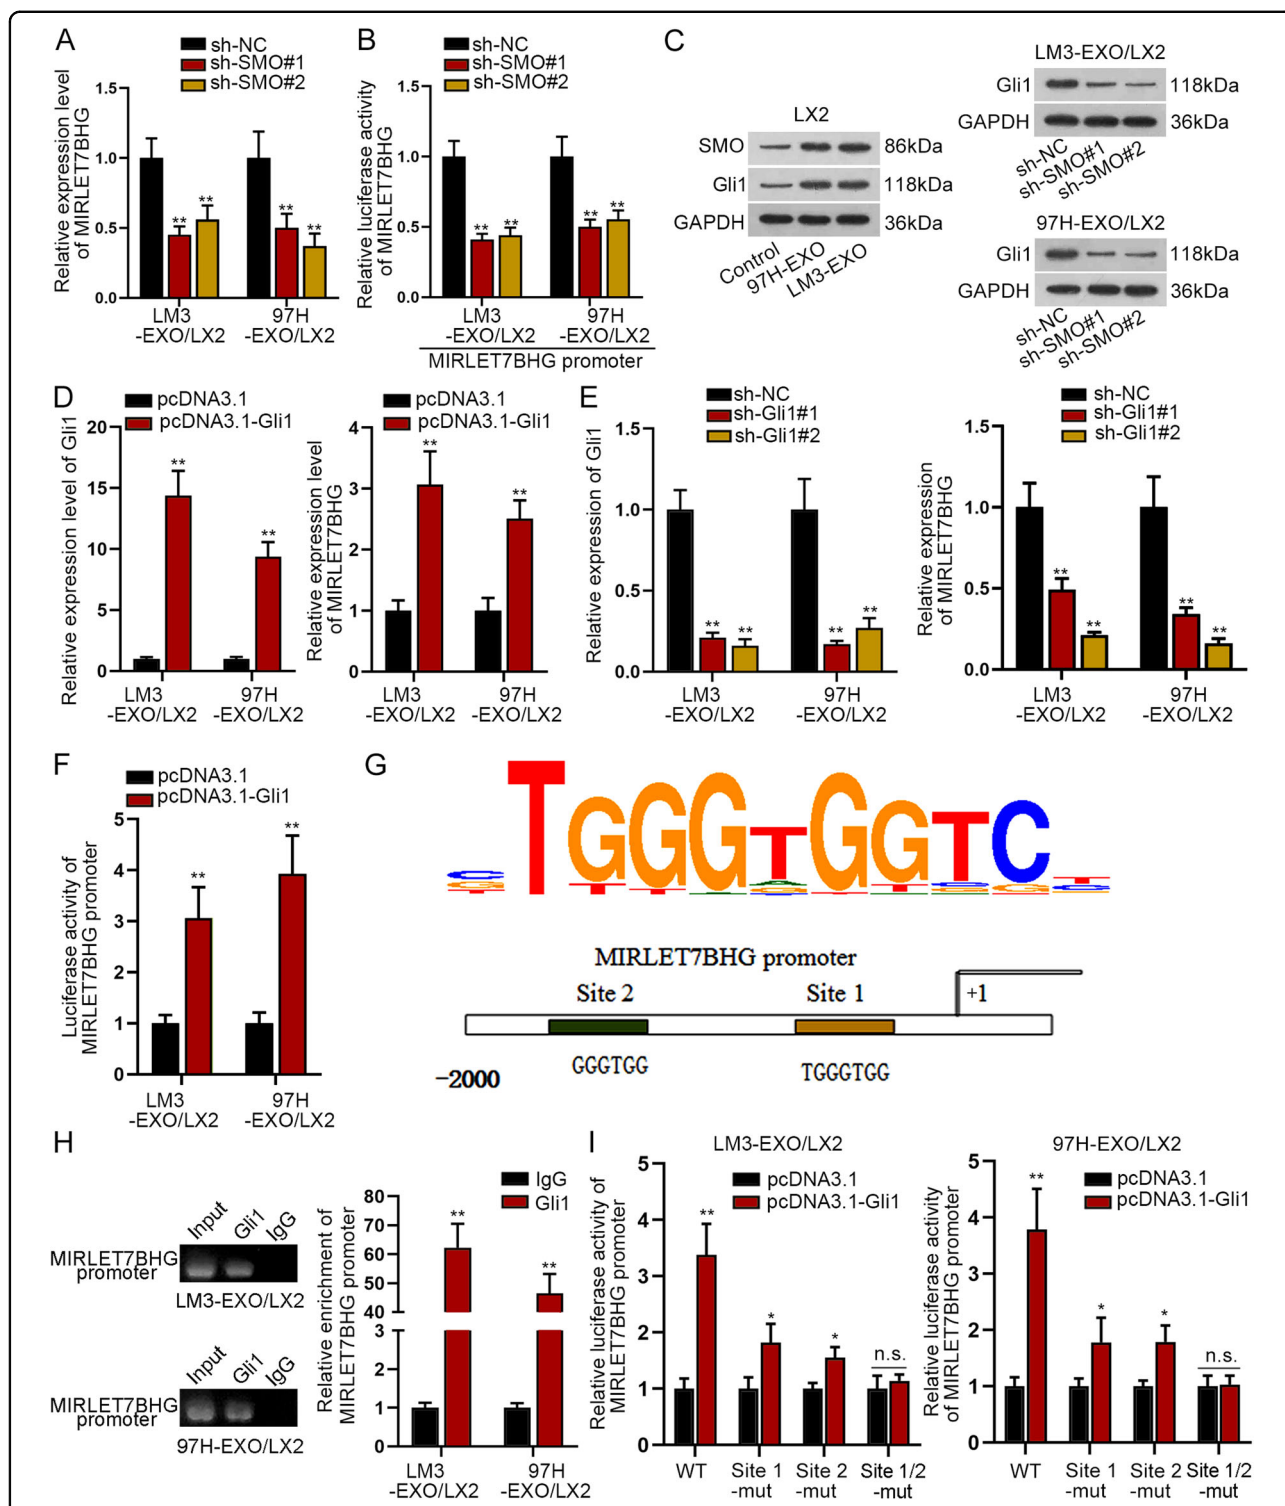 A
sh-NC
sh-SMO#1
sh-SMO#2
Relative expression level
of MIRLET7BHG
1.5
1.0
0.5
0.0
**
**
**
**
LM3
-EXO/LX2
97H
-EXO/LX2
B
sh-NC
sh-SMO#1
sh-SMO#2
Relative luciferase activity
of MIRLET7BHG
1.5
1.0
0.5
0.0
**
**
**
**
LM3
-EXO/LX2
97H
-EXO/LX2
MIRLET7BHG promoter
C
LX2
SMO
86kDa
Gli1
118kDa
GAPDH
36kDa
Control
97H-EXO
LM3-EXO
LM3-EXO/LX2
Gli1
118kDa
GAPDH
36kDa
sh-NC
sh-SMO#1
sh-SMO#2
97H-EXO/LX2
Gli1
118kDa
GAPDH
36kDa
sh-NC
sh-SMO#1
sh-SMO#2
D
pcDNA3.1
pcDNA3.1-Gli1
Relative expression level of Gli1
20
15
10
5
0
**
**
LM3
-EXO/LX2
97H
-EXO/LX2
pcDNA3.1
pcDNA3.1-Gli1
Relative expression level
of MIRLET7BHG
4
3
2
1
0
**
**
LM3
-EXO/LX2
97H
-EXO/LX2
E
sh-NC
sh-Gli1#1
sh-Gli1#2
Relative expression of Gli1
1.5
1.0
0.5
0.0
**
**
**
**
LM3
-EXO/LX2
97H
-EXO/LX2
sh-NC
sh-Gli1#1
sh-Gli1#2
Relative expression
of MIRLET7BHG
1.5
1.0
0.5
0.0
**
**
**
**
LM3
-EXO/LX2
97H
-EXO/LX2
F
pcDNA3.1
pcDNA3.1-Gli1
Luciferase activity of
MIRLET7BHG promoter
5
4
3
2
1
0
**
**
LM3
-EXO/LX2
97H
-EXO/LX2
G
TGGGTGGTC
MIRLET7BHG promoter
Site 2
Site 1
+1
-2000
GGGTGG
TGGGTGG
H
Input
Gli1
IgG
MIRLET7BHG
promoter
LM3-EXO/LX2
Input
Gli1
IgG
MIRLET7BHG
promoter
97H-EXO/LX2
IgG
Gli1
Relative enrichment of
MIRLET7BHG promoter
80
70
60
50
40
3
2
1
0
**
**
LM3
-EXO/LX2
97H
-EXO/LX2
I
LM3-EXO/LX2
pcDNA3.1
pcDNA3.1-Gli1
Relative luciferase activity of
MIRLET7BHG promoter
5
4
3
2
1
0
**
*
*
n.s.
WT
Site 1
-mut
Site 2
-mut
Site 1/2
-mut
97H-EXO/LX2
pcDNA3.1
pcDNA3.1-Gli1
Relative luciferase activity
of MIRLET7BHG promoter
5
4
3
2
1
0
**
*
*
n.s.
WT
Site 1
-mut
Site 2
-mut
Site 1/2
-mut